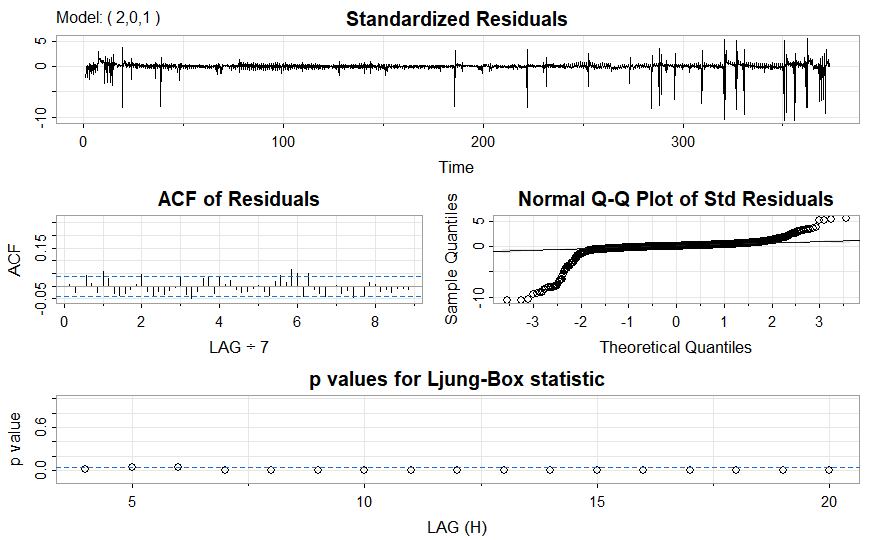 Model: ( 2,0,1 )
Standardized Residuals
5
0
-10
0
100
200
300
Time
ACF of Residuals
ACF
0.15
-0.05
0
2
4
6
8
LAG ÷ 7
Normal Q-Q Plot of Std Residuals
Sample Quantiles
5
0
-10
-3
-2
-1
0
1
2
3
Theoretical Quantiles
p values for Ljung-Box statistic
p value
0.6
0.0
5
10
15
20
LAG (H)